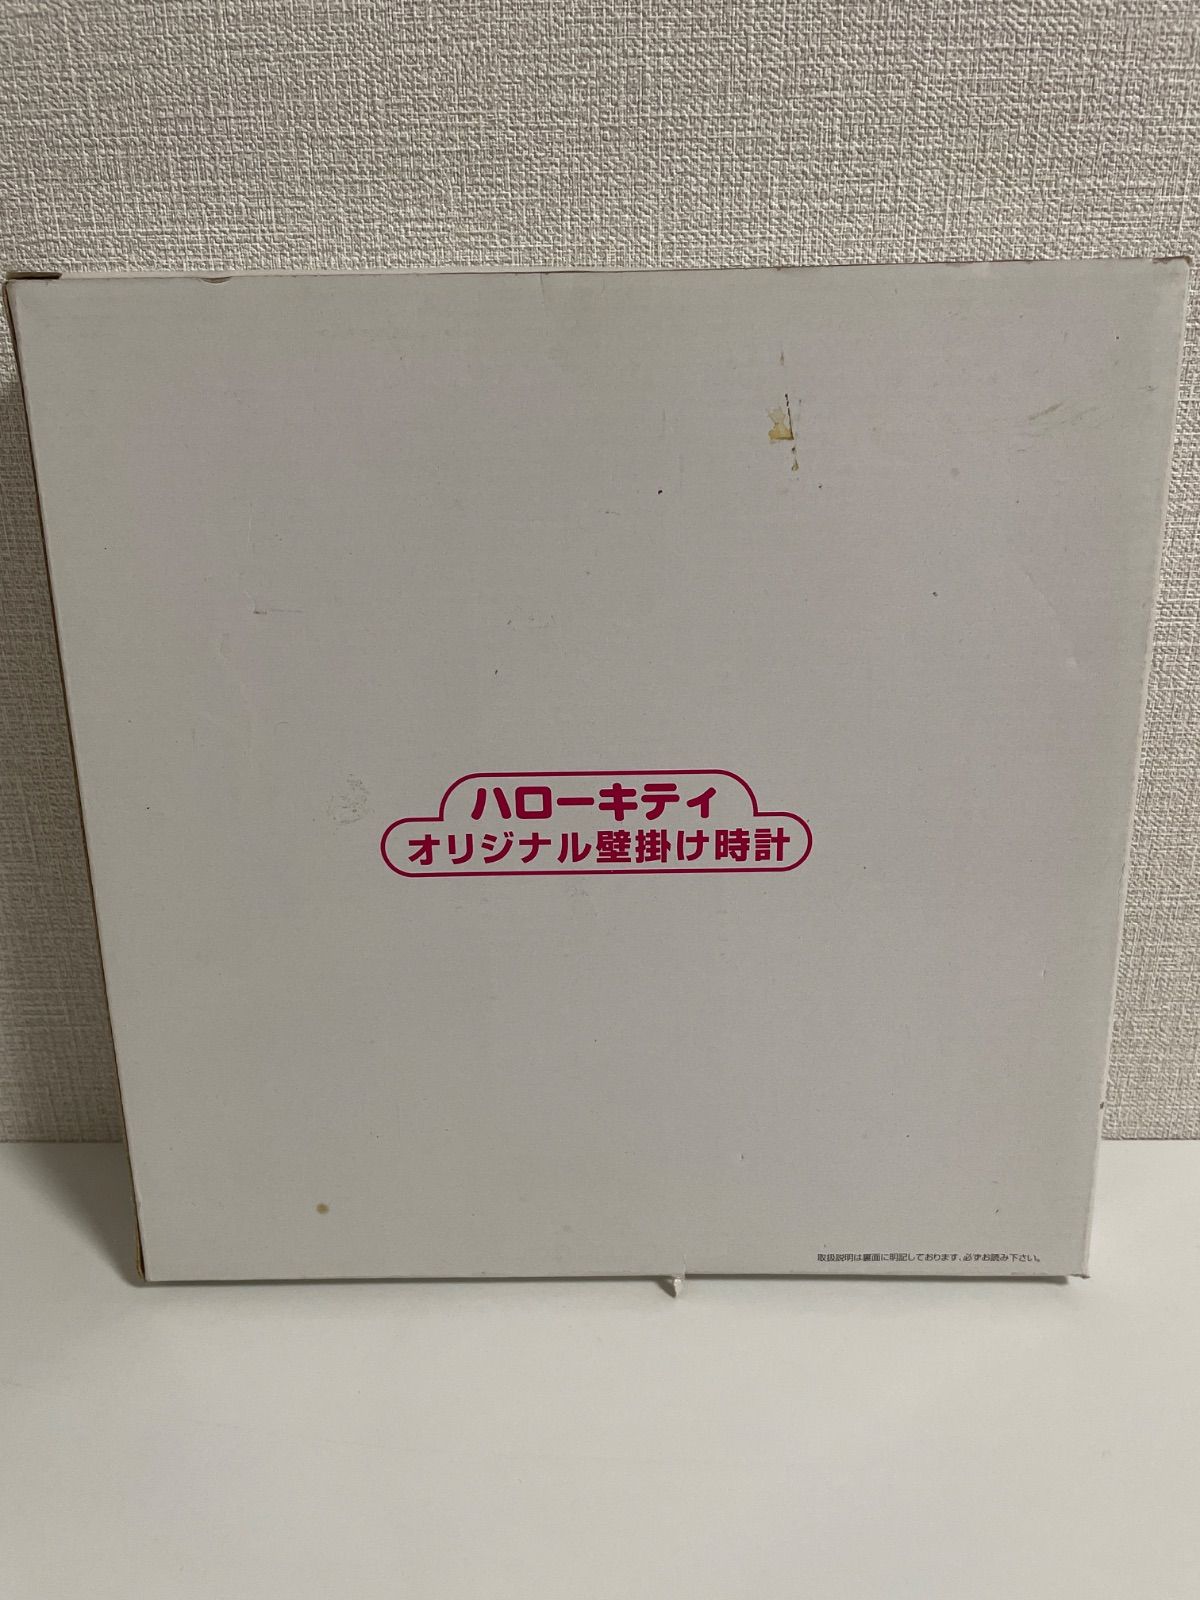 ハローキティ
オリジナル壁掛け時計
取扱説明は裏面に明記しております、必ずお読み下さい。